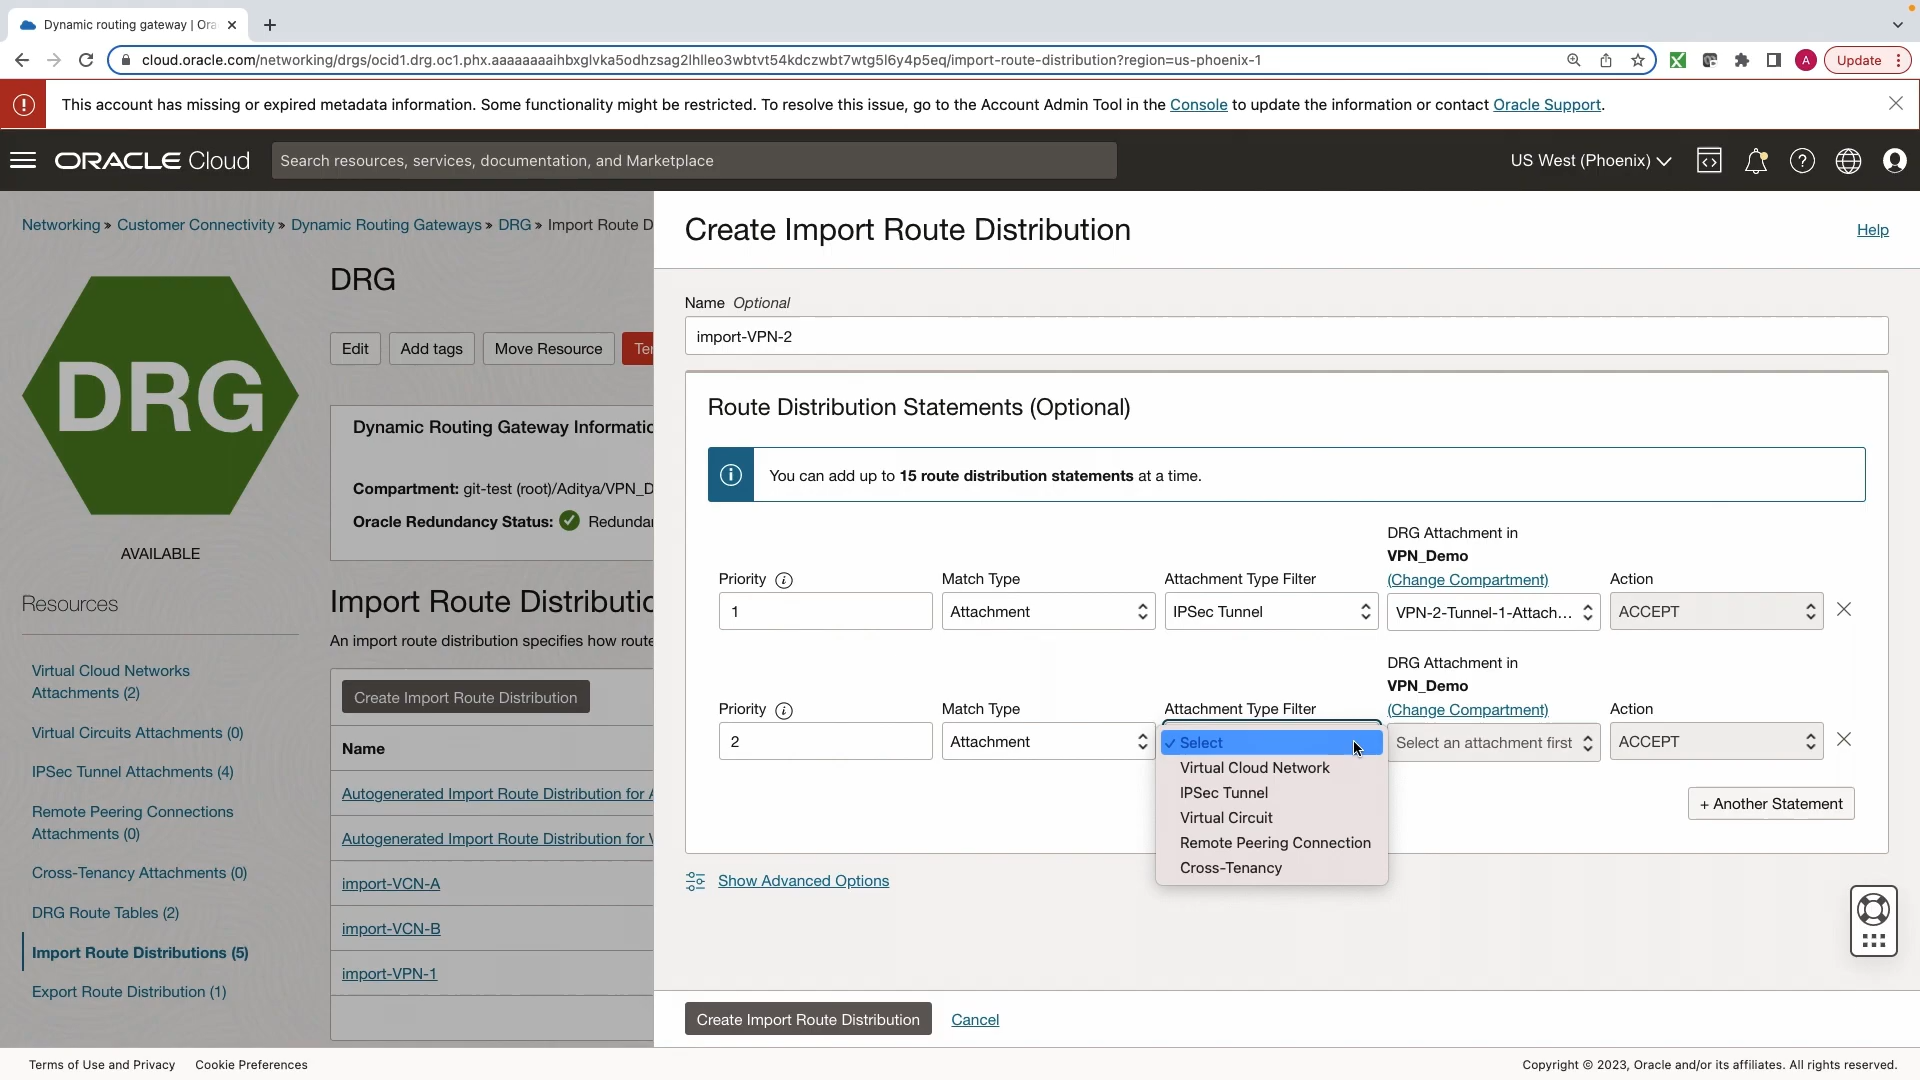 Dynamic routing gateway | Ora
cloud.oracle.com/networking/drgs/ocid1.drg.oc1.phx.aaaaaaaaihbxglvka5odhzsag2lhlleo3wbtvt54kdczwbt7wtg5l6y4p5eq/import-route-distribution?region=us-phoenix-1
A
Update
This account has missing or expired metadata information. Some functionality might be restricted. To resolve this issue, go to the Account Admin Tool in the Console to update the information or contact Oracle Support.
ORACLE Cloud
Search resources, services, documentation, and Marketplace
US West (Phoenix)
Networking » Customer Connectivity » Dynamic Routing Gateways » DRG » Import Route D
DRG
AVAILABLE
Resources
Virtual Cloud Networks
Attachments (2)
Virtual Circuits Attachments (0)
IPSec Tunnel Attachments (4)
Remote Peering Connections
Attachments (0)
Cross-Tenancy Attachments (0)
DRG Route Tables (2)
Import Route Distributions (5)
Export Route Distribution (1)
DRG
Edit Add tags Move Resource Ter
Dynamic Routing Gateway Informatic
Compartment: git-test (root)/Aditya/VPN_D
Oracle Redundancy Status: Redundar
Import Route Distributic
An import route distribution specifies how route
Create Import Route Distribution
Name
Autogenerated Import Route Distribution for A
Autogenerated Import Route Distribution for V
import-VCN-A
import-VCN-B
import-VPN-1
Create Import Route Distribution
Help
Name Optional
import-VPN-2
Route Distribution Statements (Optional)
You can add up to 15 route distribution statements at a time.
DRG Attachment in
VPN_Demo
Priority Match Type Attachment Type Filter (Change Compartment) Action
1 Attachment IPSec Tunnel VPN-2-Tunnel-1-Attach... ACCEPT
DRG Attachment in
VPN_Demo
Priority Match Type Attachment Type Filter (Change Compartment) Action
2 Attachment Select Select an attachment first ACCEPT
Virtual Cloud Network
IPSec Tunnel
Virtual Circuit
Remote Peering Connection
Cross-Tenancy
+ Another Statement
Show Advanced Options
Create Import Route Distribution Cancel
Terms of Use and Privacy Cookie Preferences
Copyright © 2023, Oracle and/or its affiliates. All rights reserved.